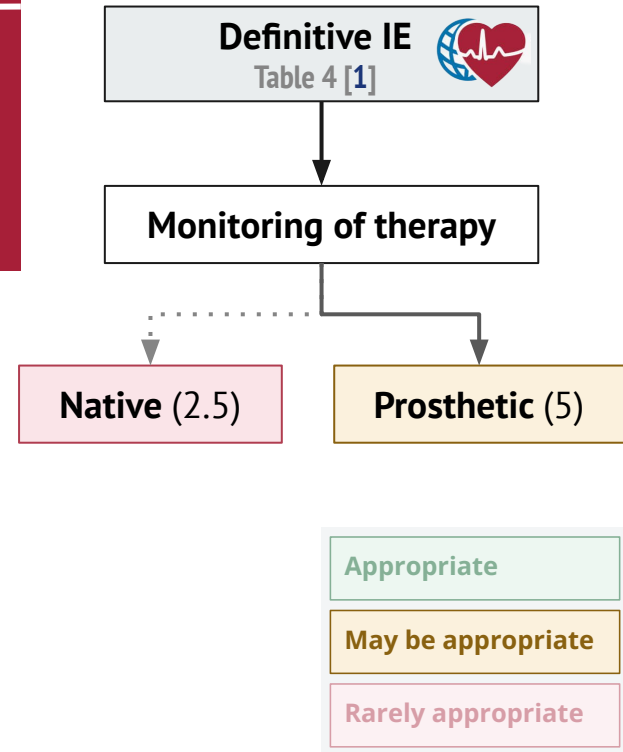 Definitive IE
Table 4 [1]
Monitoring of therapy
Native (2.5)
Prosthetic (5)
Appropriate
May be appropriate
Rarely appropriate